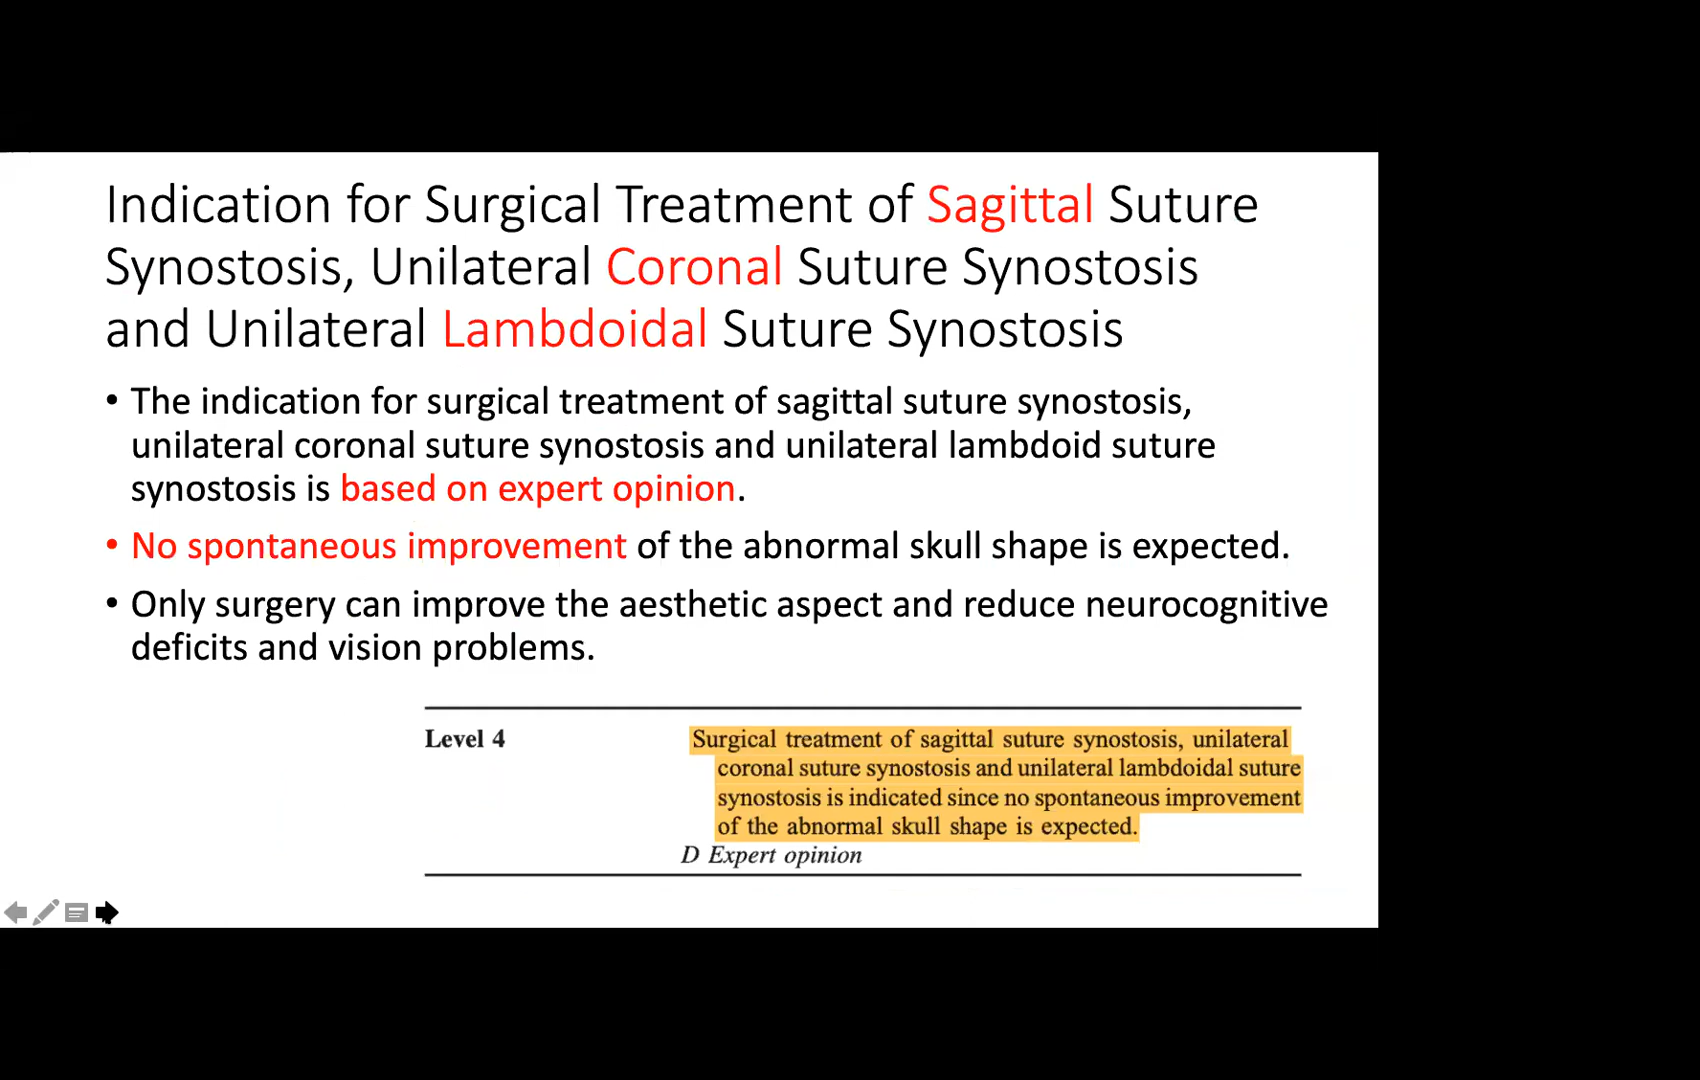 Indication for Surgical Treatment of Sagittal Suture
Synostosis, Unilateral Coronal Suture Synostosis
and Unilateral Lambdoidal Suture Synostosis
• The indication for surgical treatment of sagittal suture synostosis,
unilateral coronal suture synostosis and unilateral lambdoid suture
synostosis is based on expert opinion.
• No spontaneous improvement of the abnormal skull shape is expected.
• Only surgery can improve the aesthetic aspect and reduce neurocognitive
deficits and vision problems.
Level 4 Surgical treatment of sagittal suture synostosis, unilateral
coronal suture synostosis and unilateral lambdoidal suture
synostosis is indicated since no spontaneous improvement
of the abnormal skull shape is expected.
D Expert opinion